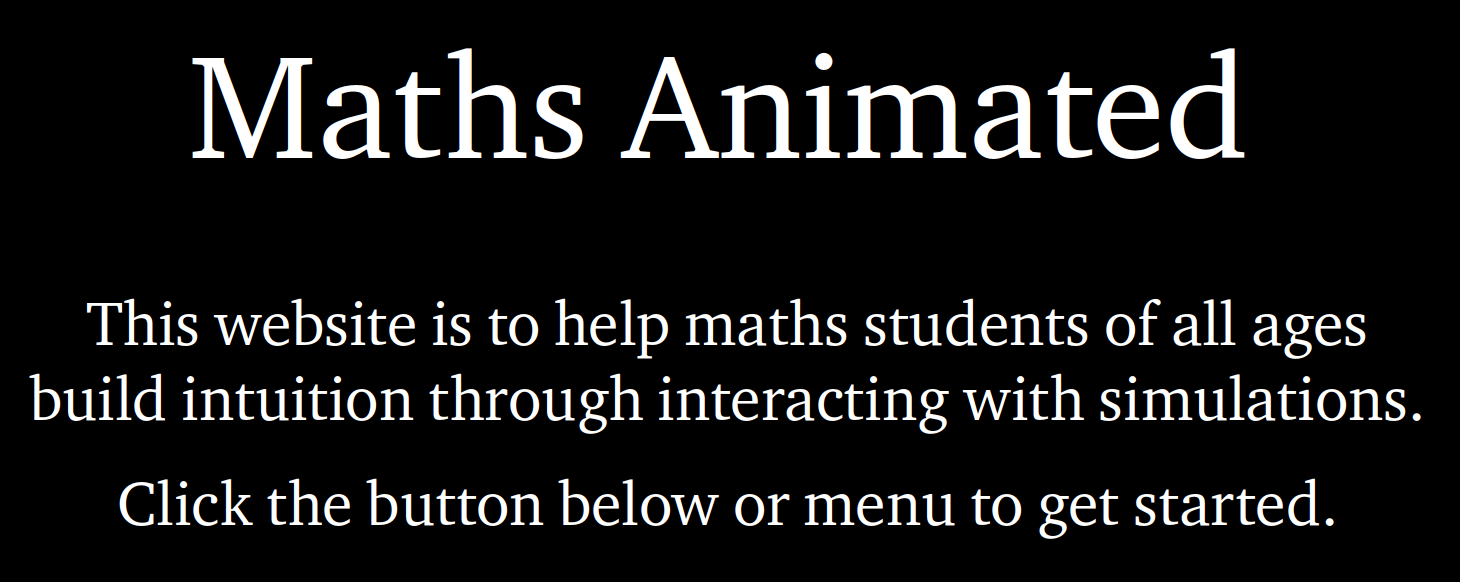 Maths Animated
This website is to help maths students of all ages
build intuition through interacting with simulations.
Click the button below or menu to get started.